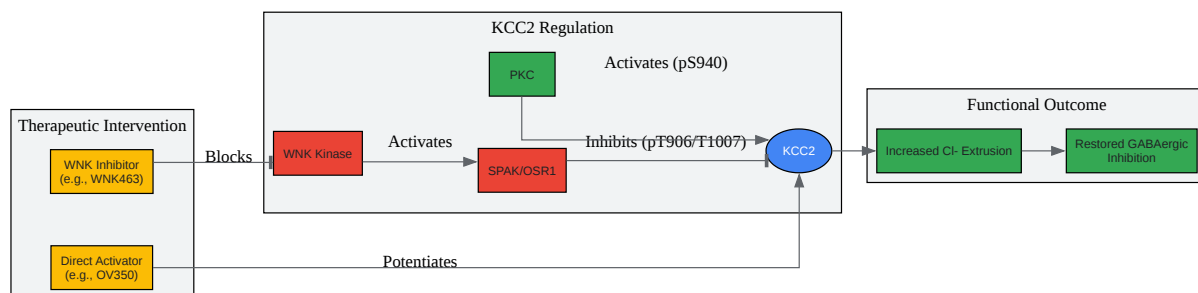 KCC2 Regulation
PKC
Activates (pS940)
Therapeutic Intervention
WNK Inhibitor
(e.g., WNK463)
Blocks
WNK Kinase
Activates
SPAK/OSR1
Inhibits (pT906/T1007)
KCC2
Functional Outcome
Increased Cl- Extrusion
Restored GABAergic
Inhibition
Direct Activator
(e.g., OV350)
Potentiates